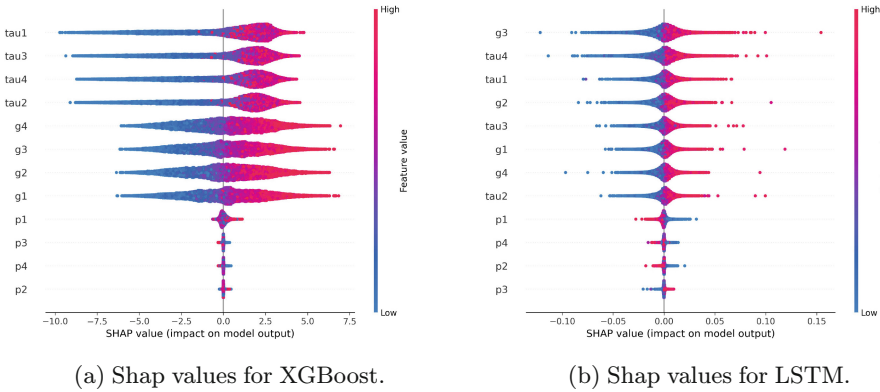 High
tau1
tau3
tau4
tau2
g4
g3
g2
g1
p1
p3
p4
p2
Feature value
Low
−10.0 −7.5 −5.0 −2.5 0.0 2.5 5.0 7.5
SHAP value (impact on model output)
High
g3
tau4
tau1
g2
tau3
g1
g4
tau2
p1
p4
p2
p3
Low
−0.10 −0.05 0.00 0.05 0.10 0.15
SHAP value (impact on model output)
(a) Shap values for XGBoost.
(b) Shap values for LSTM.